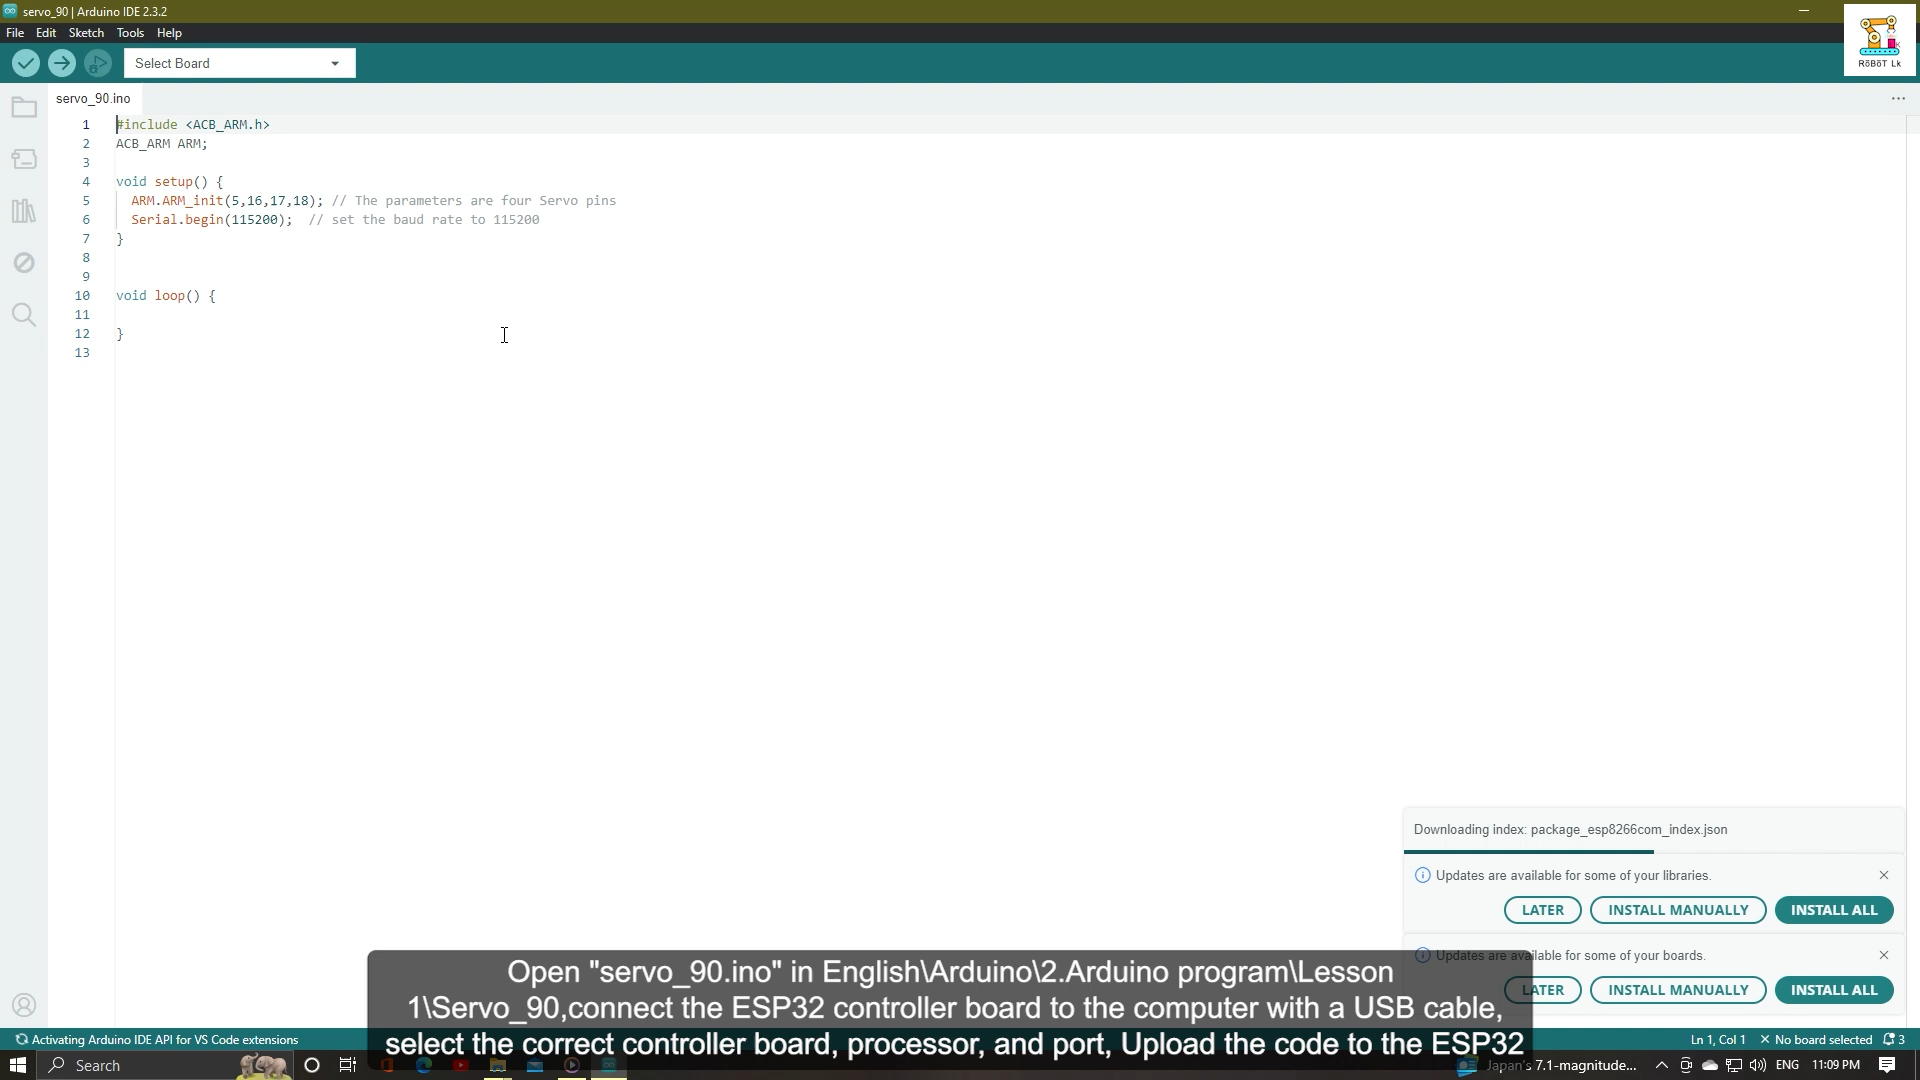 servo_90 | Arduino IDE 2.3.2
File Edit Sketch Tools Help
Select Board
RöBöT Lk
servo_90.ino
1 #include <ACB_ARM.h>
2 ACB_ARM ARM;
3
4 void setup() {
5 ARM.ARM_init(5,16,17,18); // The parameters are four Servo pins
6 Serial.begin(115200); // set the baud rate to 115200
7 }
8
9
10 void loop() {
11
12 }
13
Downloading index: package_esp8266com_index.json
Updates are available for some of your libraries.
LATER INSTALL MANUALLY INSTALL ALL
Updates are available for some of your boards.
LATER INSTALL MANUALLY INSTALL ALL
Open "servo_90.ino" in English\Arduino\2.Arduino program\Lesson
1\Servo_90,connect the ESP32 controller board to the computer with a USB cable,
select the correct controller board, processor, and port, Upload the code to the ESP32
Activating Arduino IDE API for VS Code extensions
Ln 1, Col 1 No board selected 3
Search
Japan's 7.1-magnitude... ENG 11:09 PM